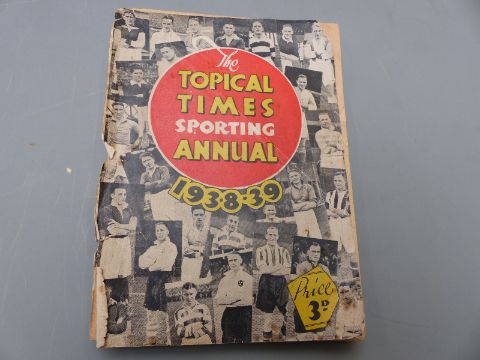 The
TOPICAL
TIMES
SPORTING
ANNUAL
1938-39
Price
3D.